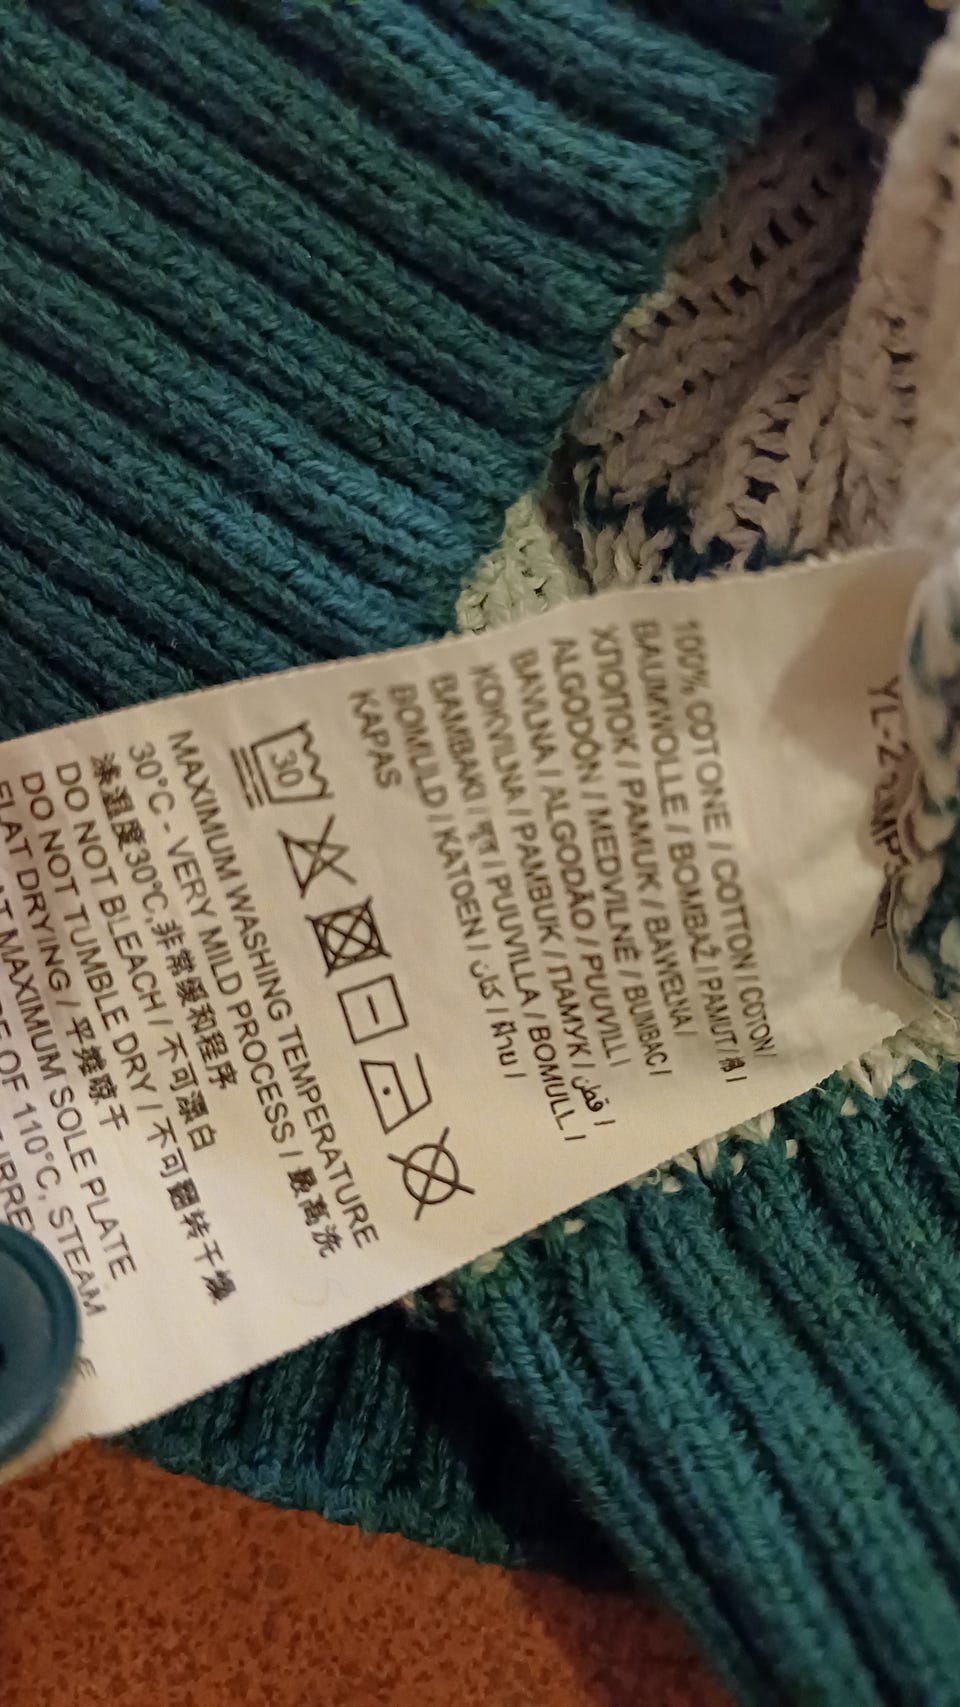 100% COTONE / COTTON / COTON /
BAUMWOLLE / BOMBAŽ / PAMUT / 棉 /
ХЛОПОК / PAMUK / BAWEŁNA /
ALGODÓN / MEDVILNĖ / BUMBAC /
BAVLNA / ALGODÃO / PUUVILL /
KOKVILNA / PAMBUK / ПАМУК / قطن /
BAMBAKI / सूत / PUUVILLA / BOMULL /
BOMULD / KATOEN / کتان / ฝ้าย /
KAPAS
30
MAXIMUM WASHING TEMPERATURE
30°C - VERY MILD PROCESS / 最高洗
涤温度30℃,非常缓和程序
DO NOT BLEACH / 不可漂白
DO NOT TUMBLE DRY / 不可翻转干燥
FLAT DRYING / 平摊晾干
AT MAXIMUM SOLE PLATE
OF 110°C, STEAM